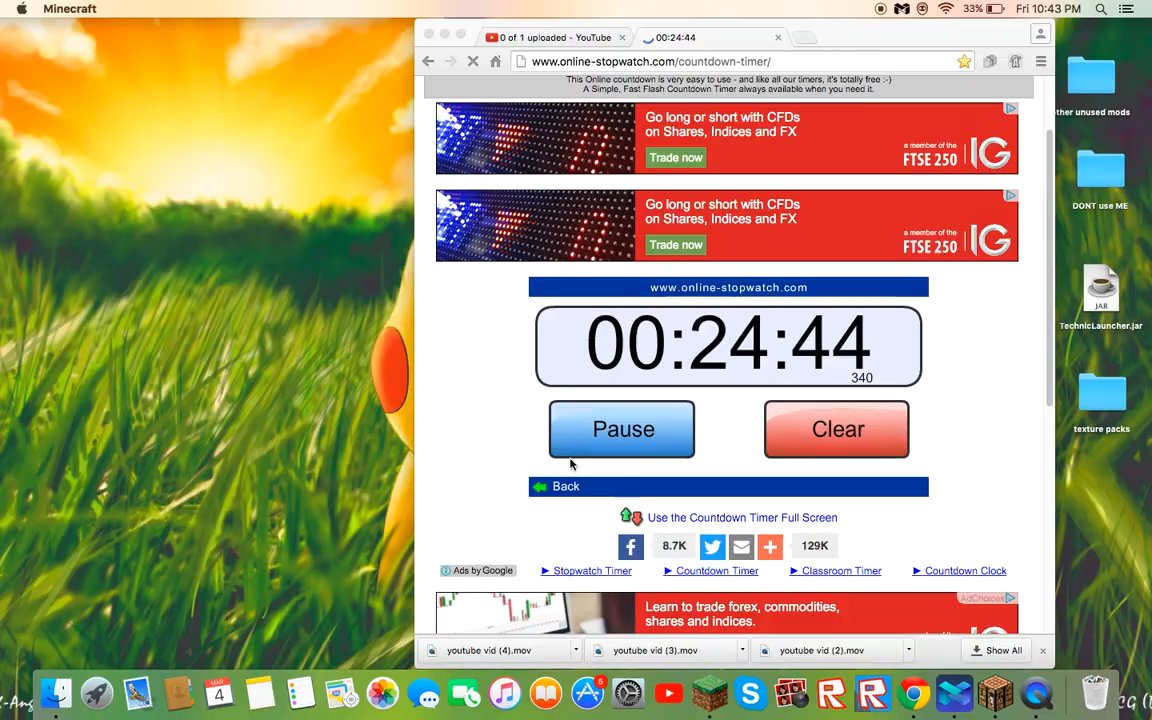 Minecraft
33%
Fri 10:43 PM
0 of 1 uploaded - YouTube
00:24:44
www.online-stopwatch.com/countdown-timer/
This Online countdown is very easy to use - and like all our timers, it's totally free :-)
A Simple, Fast Flash Countdown Timer always available when you need it.
Go long or short with CFDs
on Shares, Indices and FX
Trade now
a member of the
FTSE 250
IG
Go long or short with CFDs
on Shares, Indices and FX
Trade now
a member of the
FTSE 250
IG
www.online-stopwatch.com
00:24:44
340
Pause
Clear
Back
Use the Countdown Timer Full Screen
8.7K
129K
Ads by Google
► Stopwatch Timer
► Countdown Timer
► Classroom Timer
► Countdown Clock
AdChoices
Learn to trade forex, commodities,
shares and indices.
youtube vid (4).mov
youtube vid (3).mov
youtube vid (2).mov
Show All
ther unused mods
DONT use ME
JAR
TechnicLauncher.jar
texture packs
MAR
4
5